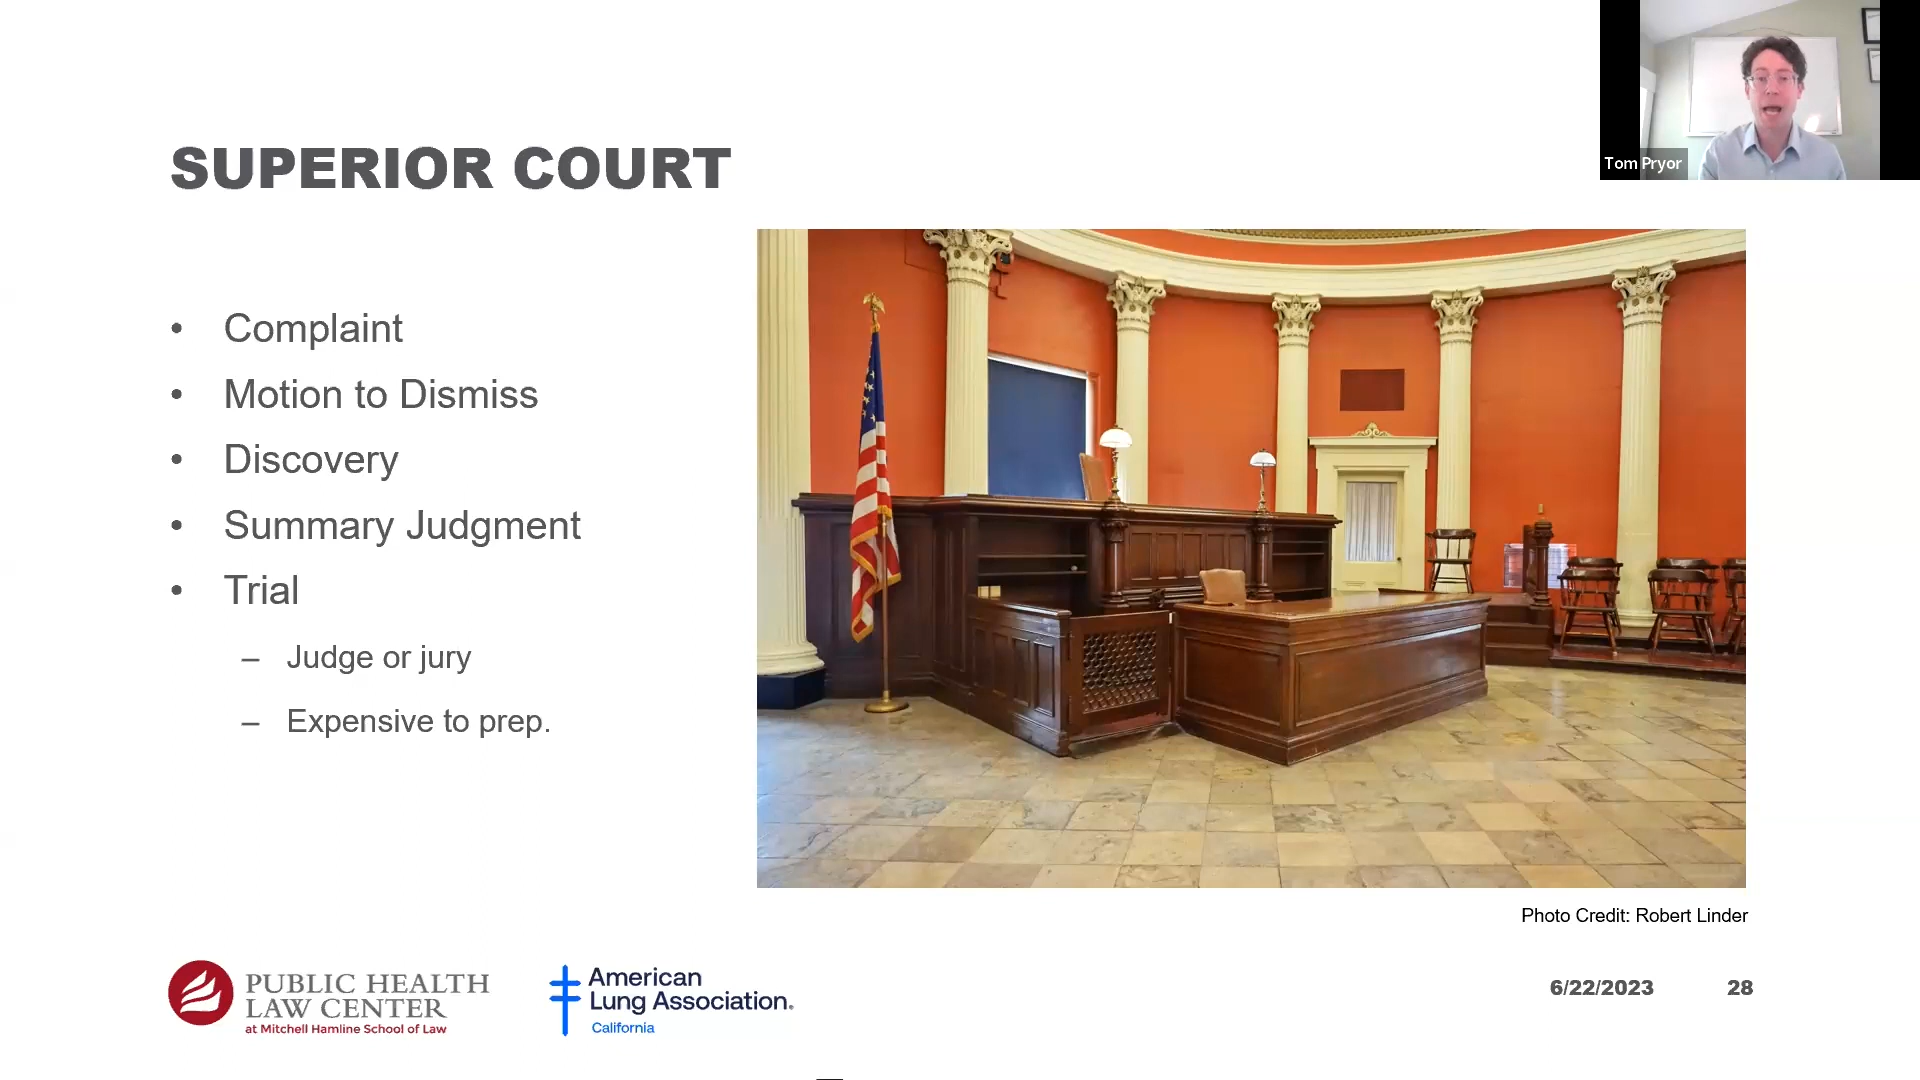 Tom Pryor
SUPERIOR COURT
• Complaint
• Motion to Dismiss
• Discovery
• Summary Judgment
• Trial
– Judge or jury
– Expensive to prep.
Photo Credit: Robert Linder
PUBLIC HEALTH
LAW CENTER
at Mitchell Hamline School of Law
American
Lung Association.
California
6/22/2023 28